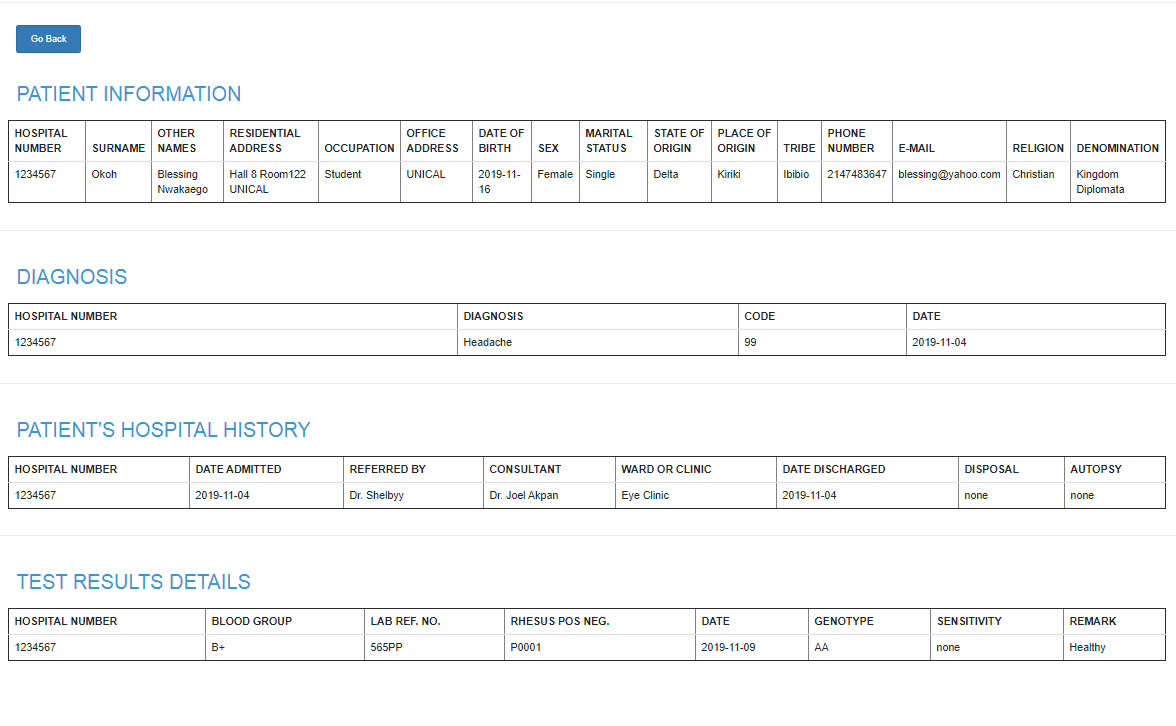 Go Back
PATIENT INFORMATION
HOSPITAL NUMBER SURNAME OTHER NAMES RESIDENTIAL ADDRESS OCCUPATION OFFICE ADDRESS DATE OF BIRTH SEX MARITAL STATUS STATE OF ORIGIN PLACE OF ORIGIN TRIBE PHONE NUMBER E-MAIL RELIGION DENOMINATION
1234567 Okoh Blessing Nwakaego Hall 8 Room122 UNICAL Student UNICAL 2019-11-16 Female Single Delta Kiriki Ibibio 2147483647 blessing@yahoo.com Christian Kingdom Diplomata
DIAGNOSIS
HOSPITAL NUMBER DIAGNOSIS CODE DATE
1234567 Headache 99 2019-11-04
PATIENT'S HOSPITAL HISTORY
HOSPITAL NUMBER DATE ADMITTED REFERRED BY CONSULTANT WARD OR CLINIC DATE DISCHARGED DISPOSAL AUTOPSY
1234567 2019-11-04 Dr. Shelbyy Dr. Joel Akpan Eye Clinic 2019-11-04 none none
TEST RESULTS DETAILS
HOSPITAL NUMBER BLOOD GROUP LAB REF. NO. RHESUS POS NEG. DATE GENOTYPE SENSITIVITY REMARK
1234567 B+ 565PP P0001 2019-11-09 AA none Healthy